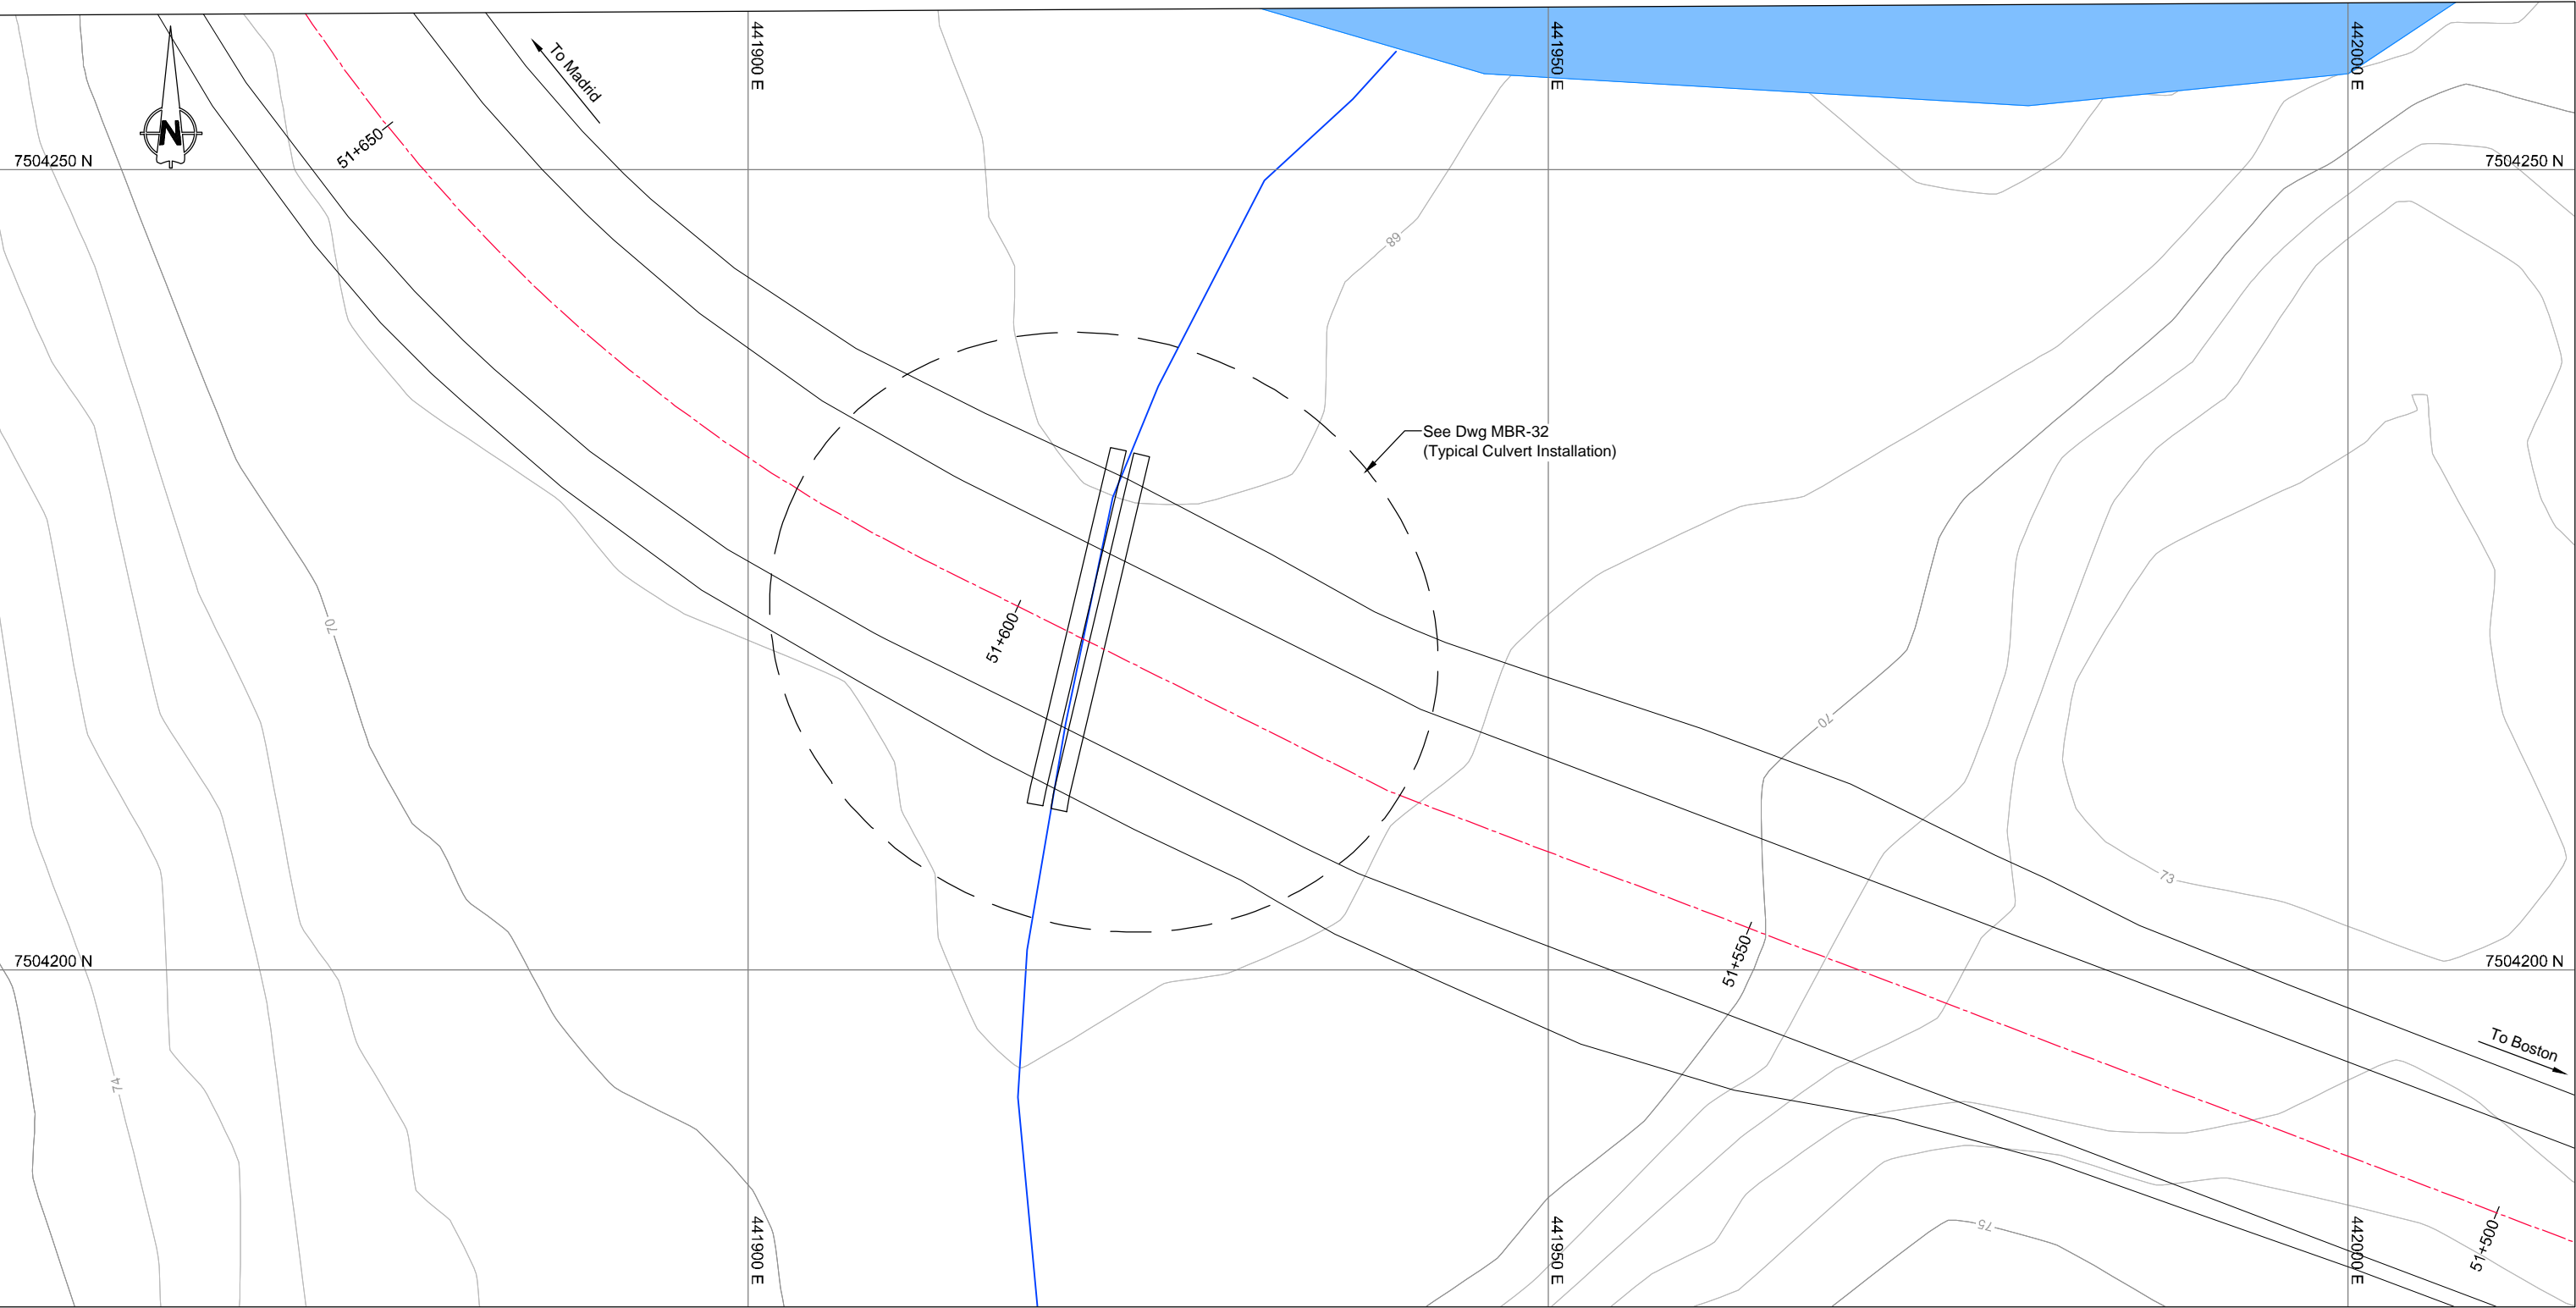 441900 E
441950 E
442000 E
To Madrid
N
51+650
7504250 N
7504250 N
68
See Dwg MBR-32
(Typical Culvert Installation)
70
51+600
70
73
51+550
7504200 N
7504200 N
To Boston
74
75
441900 E
441950 E
442000 E
51+500